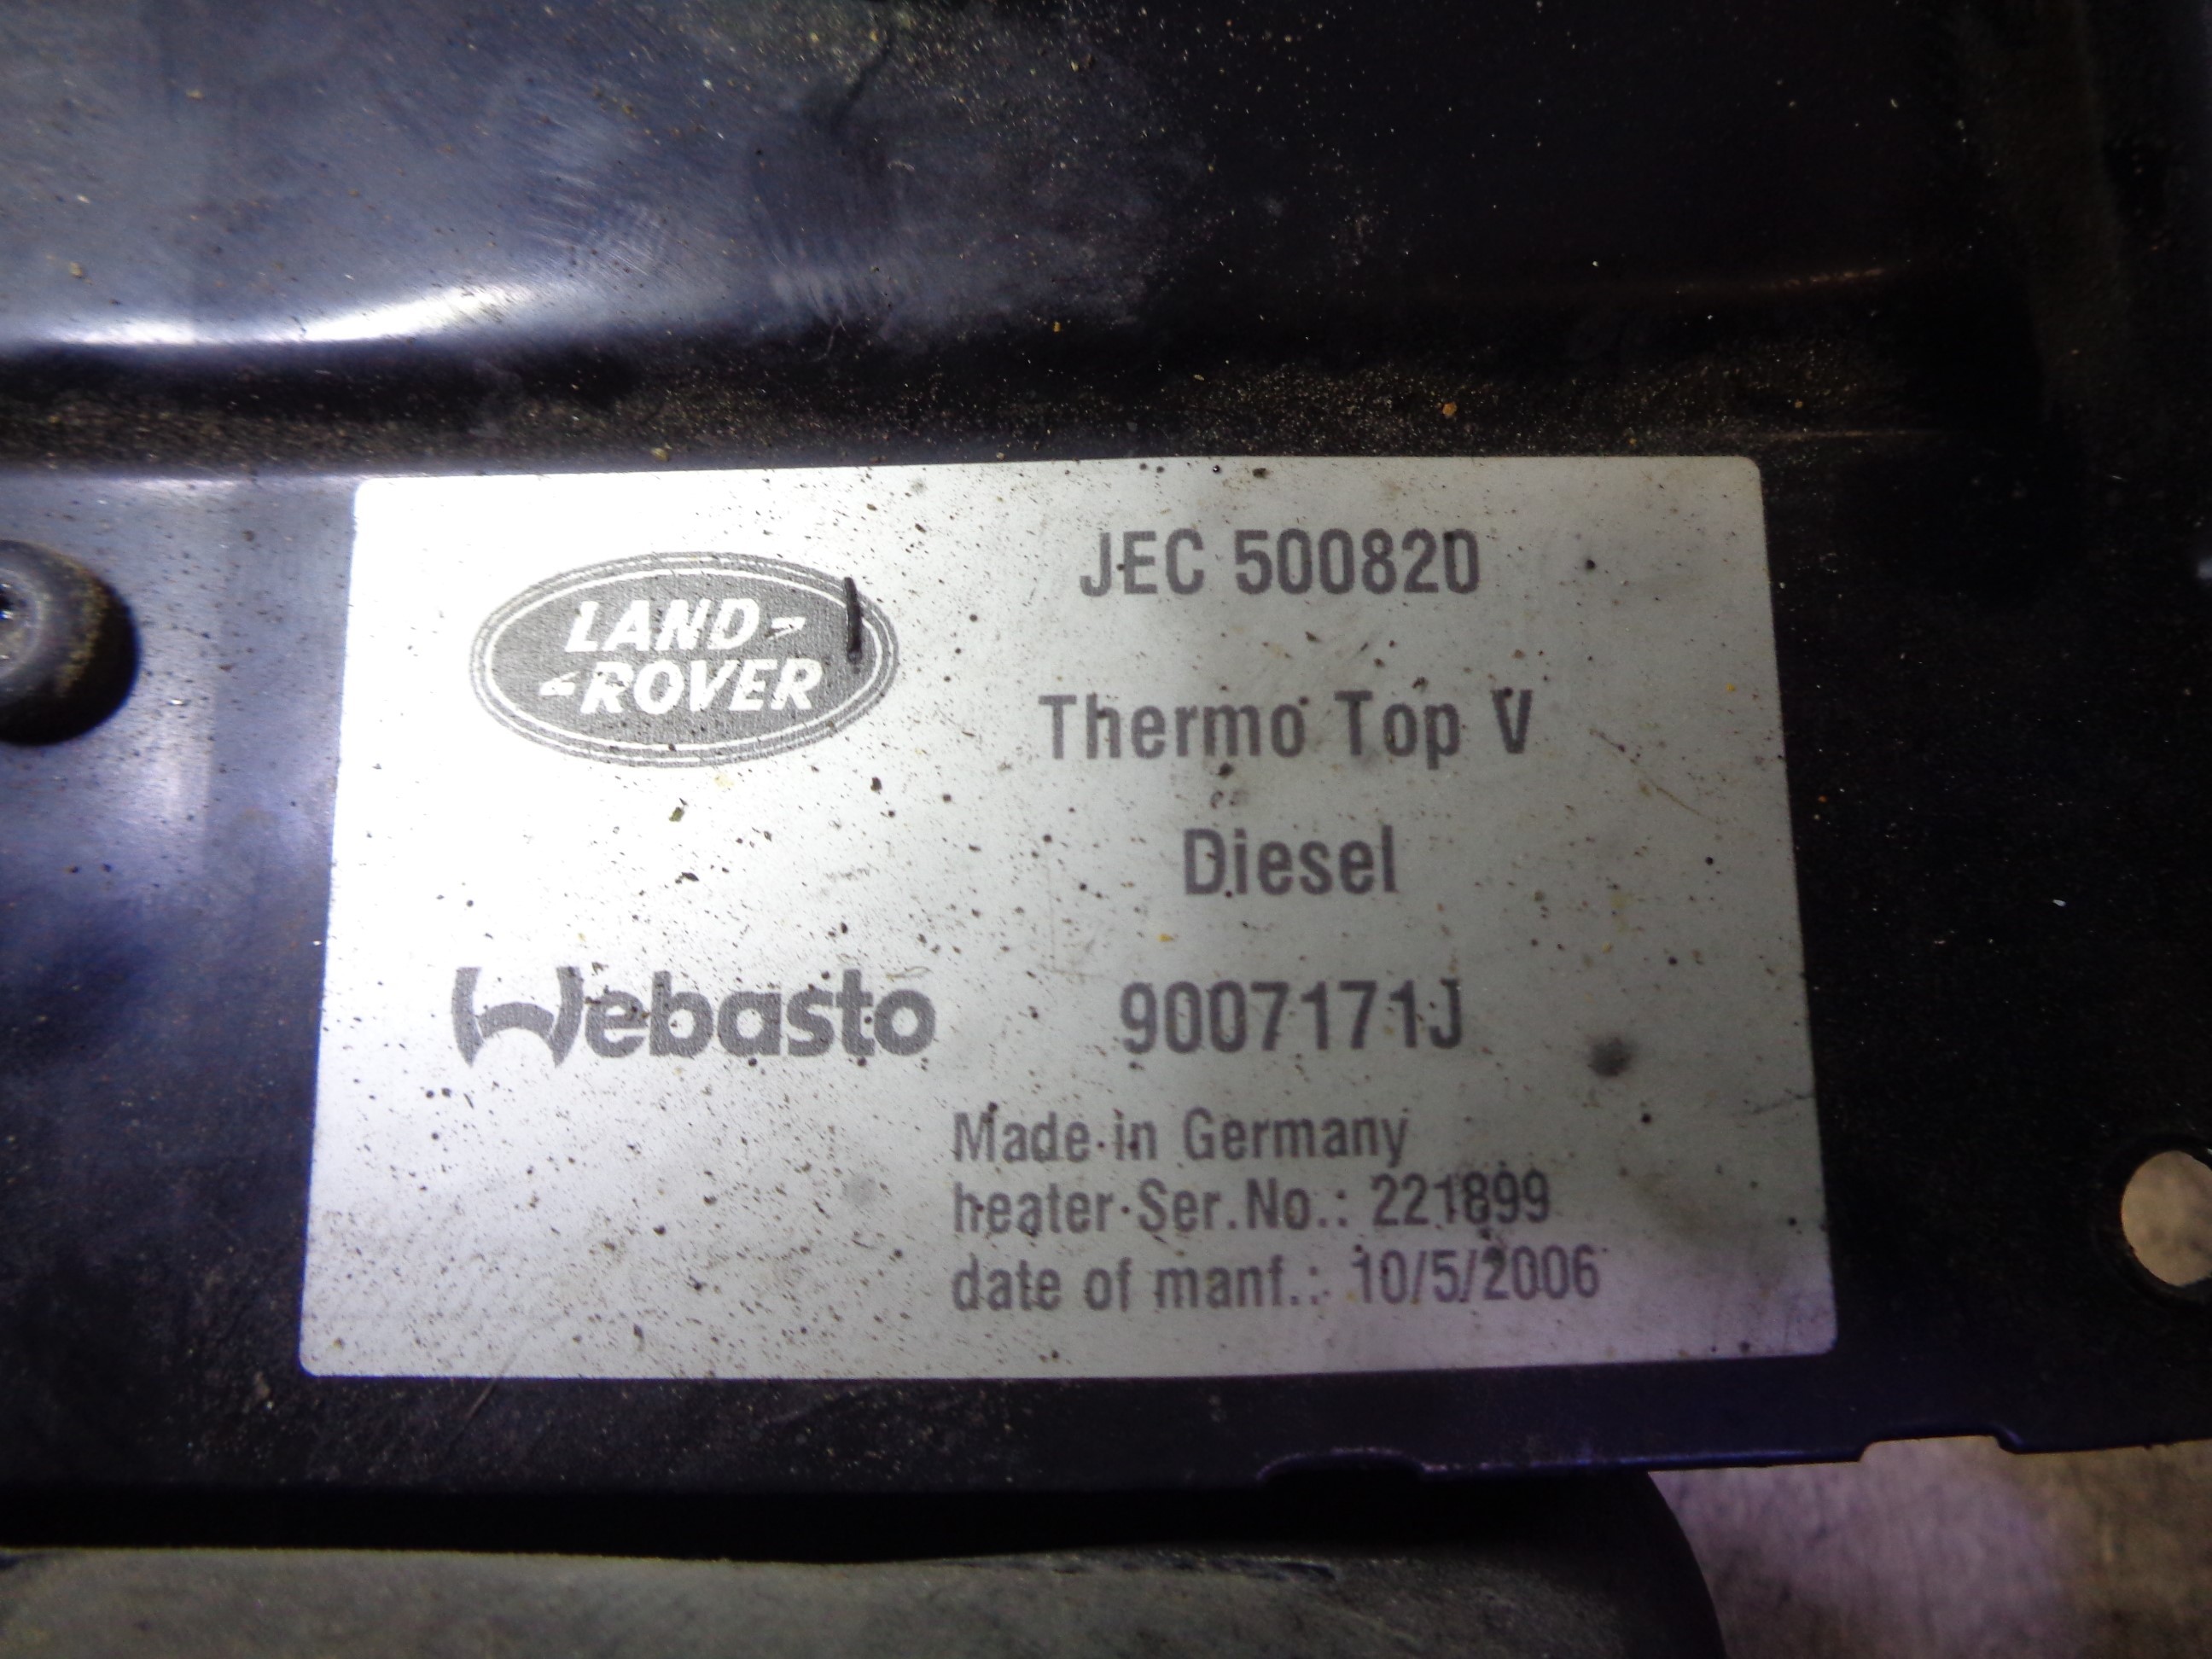 LAND-
-ROVER
JEC 500820
Thermo Top V
Diesel
Webasto
9007171J
Made in Germany
heater Ser.No.: 221899
date of manf.: 10/5/2006